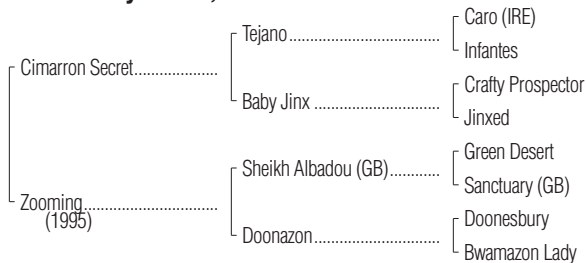 Caro (IRE)
Tejano
Infantes
Cimarron Secret
Crafty Prospector
Baby Jinx
Jinxed
Green Desert
Sheikh Albadou (GB)
Sanctuary (GB)
Zooming
(1995)
Doonesbury
Doonazon
Bwamazon Lady